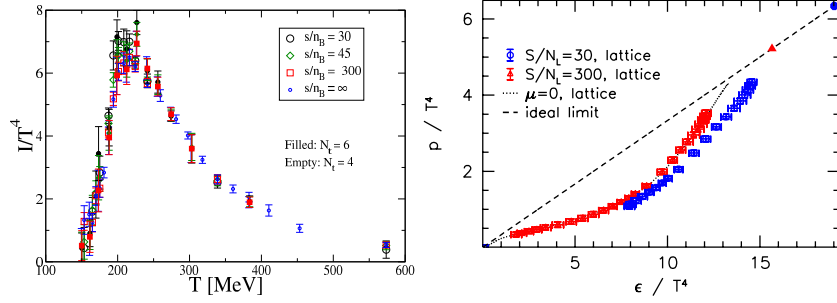 8
6
4
2
0
I/T⁴
100 200 300 400 500 600
T [MeV]
s/n_B = 30
s/n_B = 45
s/n_B = 300
s/n_B = ∞
Filled: N_t = 6
Empty: N_t = 4
6
4
2
p / T⁴
5 10 15
ϵ / T⁴
S/N_L=30, lattice
S/N_L=300, lattice
μ=0, lattice
ideal limit